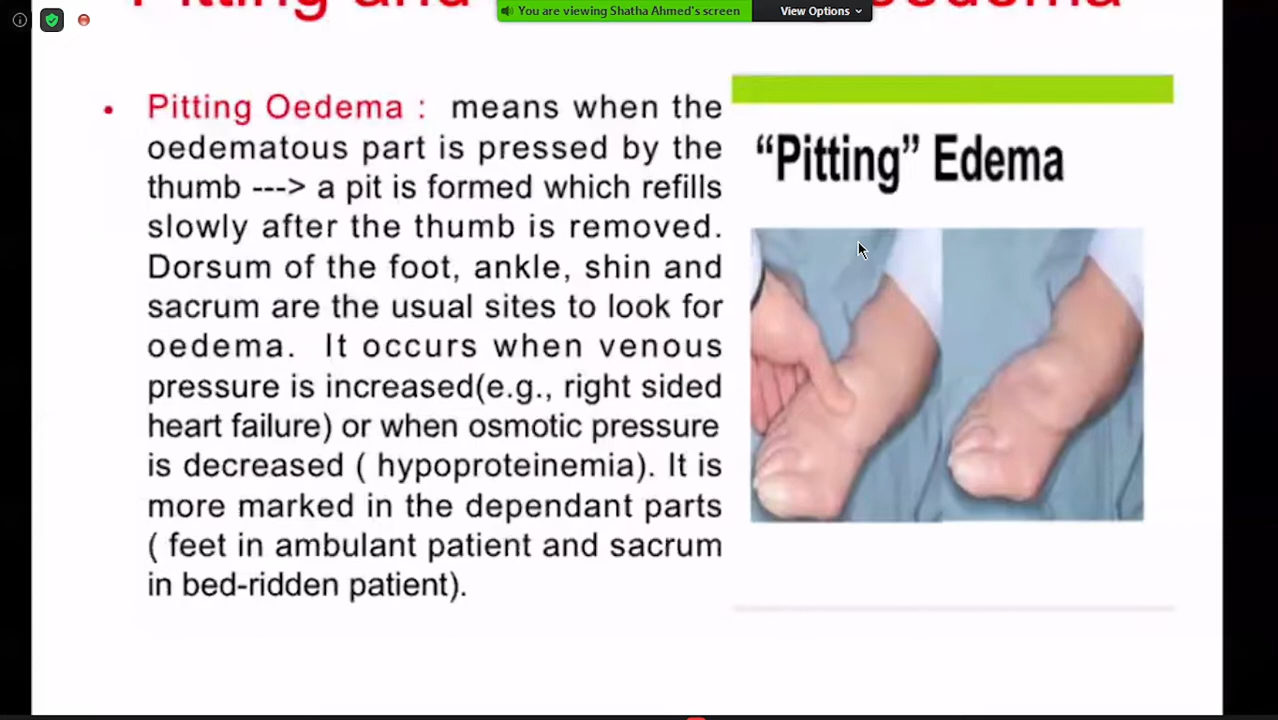 Pitting and oedema
You are viewing Shatha Ahmed's screen
View Options
• Pitting Oedema : means when the
oedematous part is pressed by the
thumb ---> a pit is formed which refills
slowly after the thumb is removed.
Dorsum of the foot, ankle, shin and
sacrum are the usual sites to look for
oedema. It occurs when venous
pressure is increased(e.g., right sided
heart failure) or when osmotic pressure
is decreased ( hypoproteinemia). It is
more marked in the dependant parts
( feet in ambulant patient and sacrum
in bed-ridden patient).
“Pitting” Edema